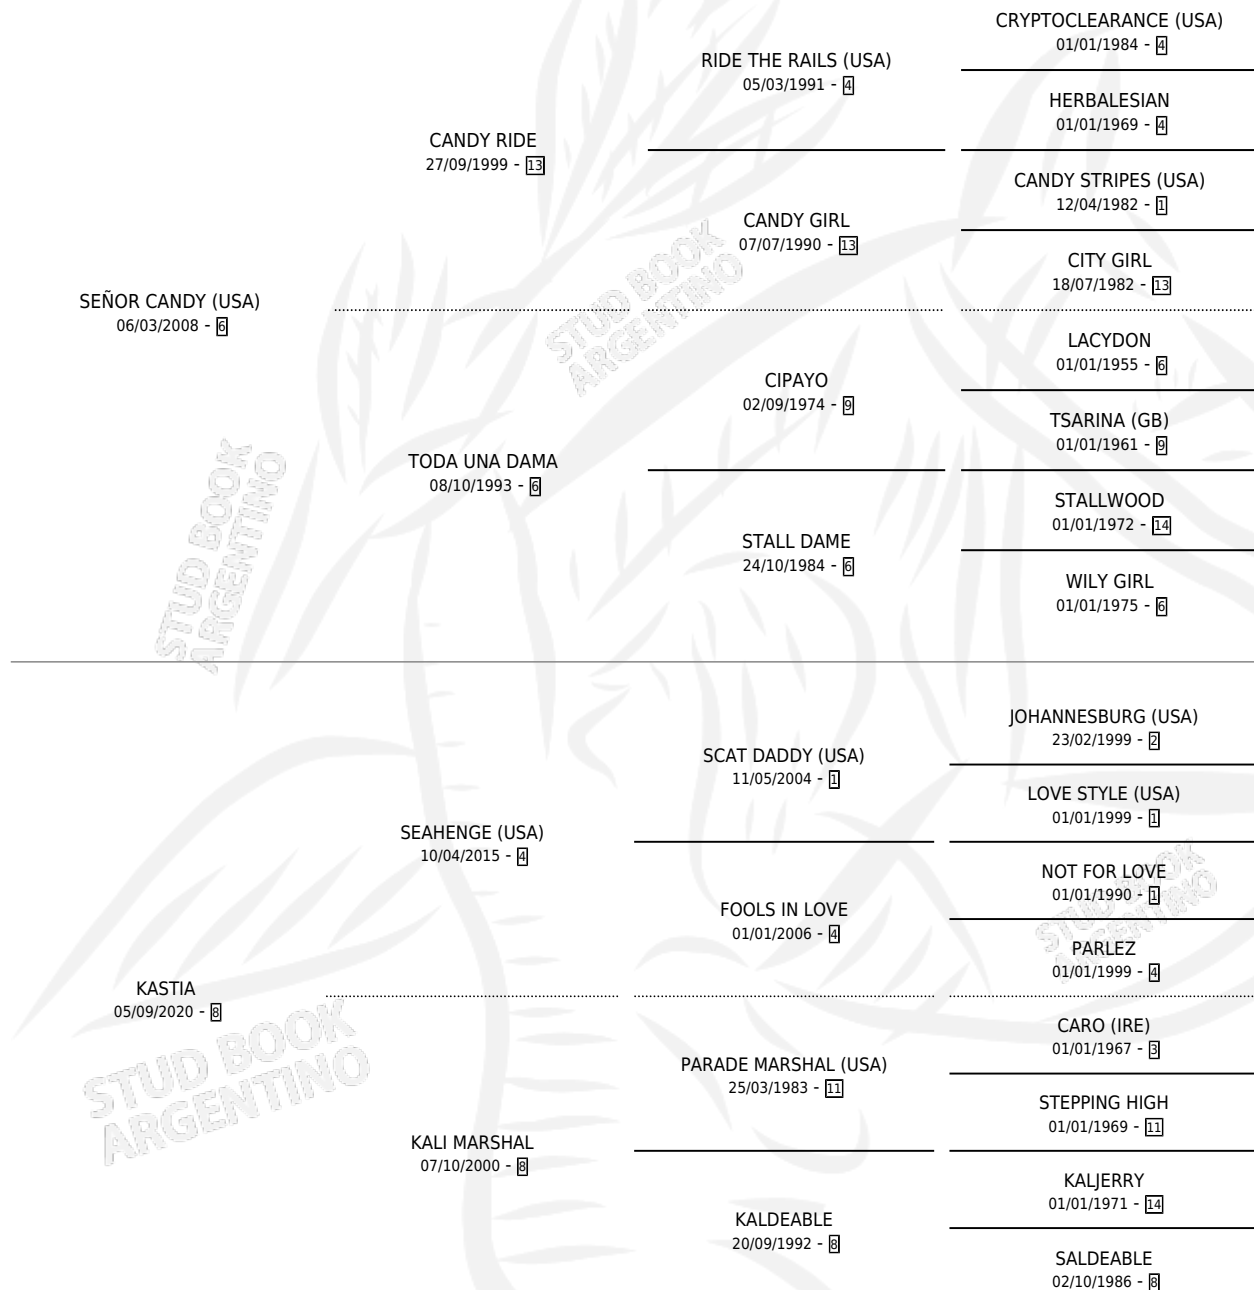 CRYPTOCLEARANCE (USA)
01/01/1984 - 4
RIDE THE RAILS (USA)
05/03/1991 - 4
HERBALESIAN
01/01/1969 - 4
CANDY RIDE
27/09/1999 - 13
CANDY STRIPES (USA)
12/04/1982 - 1
CANDY GIRL
07/07/1990 - 13
CITY GIRL
18/07/1982 - 13
SEÑOR CANDY (USA)
06/03/2008 - 6
LACYDON
01/01/1955 - 6
CIPAYO
02/09/1974 - 9
TSARINA (GB)
01/01/1961 - 9
TODA UNA DAMA
08/10/1993 - 6
STALLWOOD
01/01/1972 - 14
STALL DAME
24/10/1984 - 6
WILY GIRL
01/01/1975 - 6
JOHANNESBURG (USA)
23/02/1999 - 2
SCAT DADDY (USA)
11/05/2004 - 1
LOVE STYLE (USA)
01/01/1999 - 1
SEAHENGE (USA)
10/04/2015 - 4
NOT FOR LOVE
01/01/1990 - 1
FOOLS IN LOVE
01/01/2006 - 4
PARLEZ
01/01/1999 - 4
KASTIA
05/09/2020 - 8
CARO (IRE)
01/01/1967 - 3
PARADE MARSHAL (USA)
25/03/1983 - 11
STEPPING HIGH
01/01/1969 - 11
KALI MARSHAL
07/10/2000 - 8
KALJERRY
01/01/1971 - 14
KALDEABLE
20/09/1992 - 8
SALDEABLE
02/10/1986 - 8
STUD BOOK
ARGENTINO
STUD BOOK
ARGENTINO
STUD BOOK
ARGENTINO
STUD BOOK
ARGENTINO